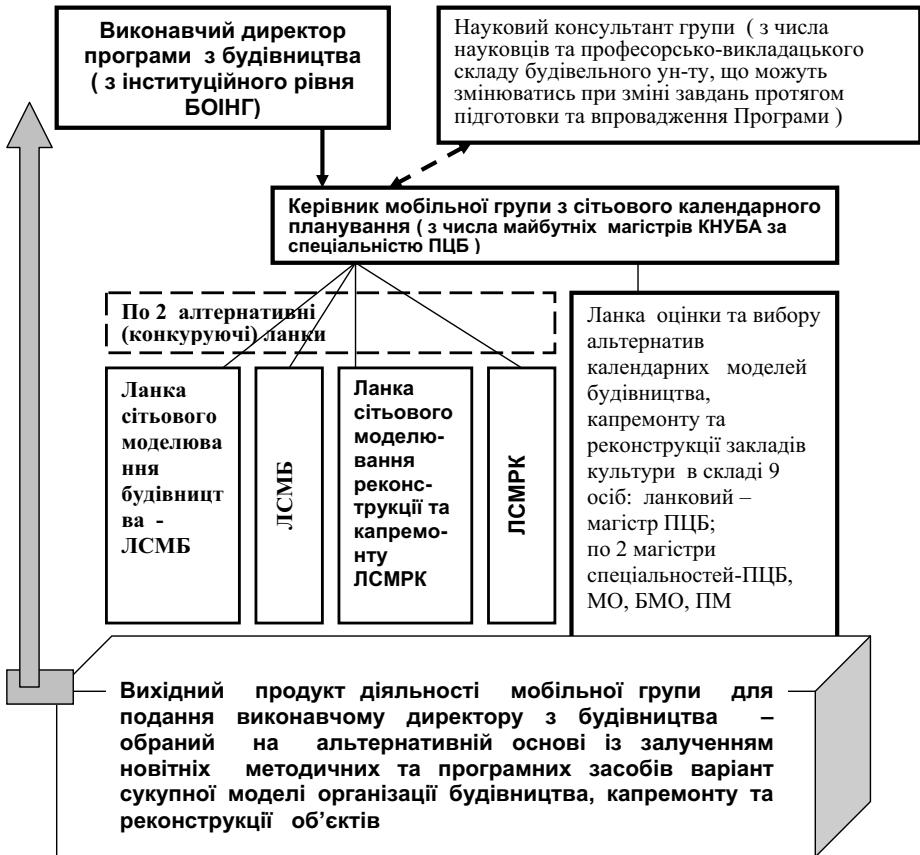 Виконавчий директор
програми з будівництва
( з інституційного рівня
БОІНГ)
Науковий консультант групи ( з числа
науковців та професорсько-викладацького
складу будівельного ун-ту, що можуть
змінюватись при зміні завдань протягом
підготовки та впровадження Програми )
Керівник мобільної групи з сітьового календарного
планування ( з числа майбутніх магістрів КНУБА за
спеціальністю ПЦБ )
По 2 алтернативні
(конкуруючі) ланки
Ланка
сітьового
моделюва
ння
будівницт
ва -
ЛСМБ
ЛСМБ
Ланка
сітьового
моделю-
вання
реконс-
трукції та
капремо-
нту
ЛСМРК
ЛСМРК
Ланка оцінки та вибору
альтернатив
календарних моделей
будівництва,
капремонту та
реконструкції закладів
культури в складі 9
осіб: ланковий –
магістр ПЦБ;
по 2 магістри
спеціальностей-ПЦБ,
МО, БМО, ПМ
Вихідний продукт діяльності мобільної групи для
подання виконавчому директору з будівництва –
обраний на альтернативній основі із залученням
новітніх методичних та програмних засобів варіант
сукупної моделі організації будівництва, капремонту та
реконструкції об’єктів